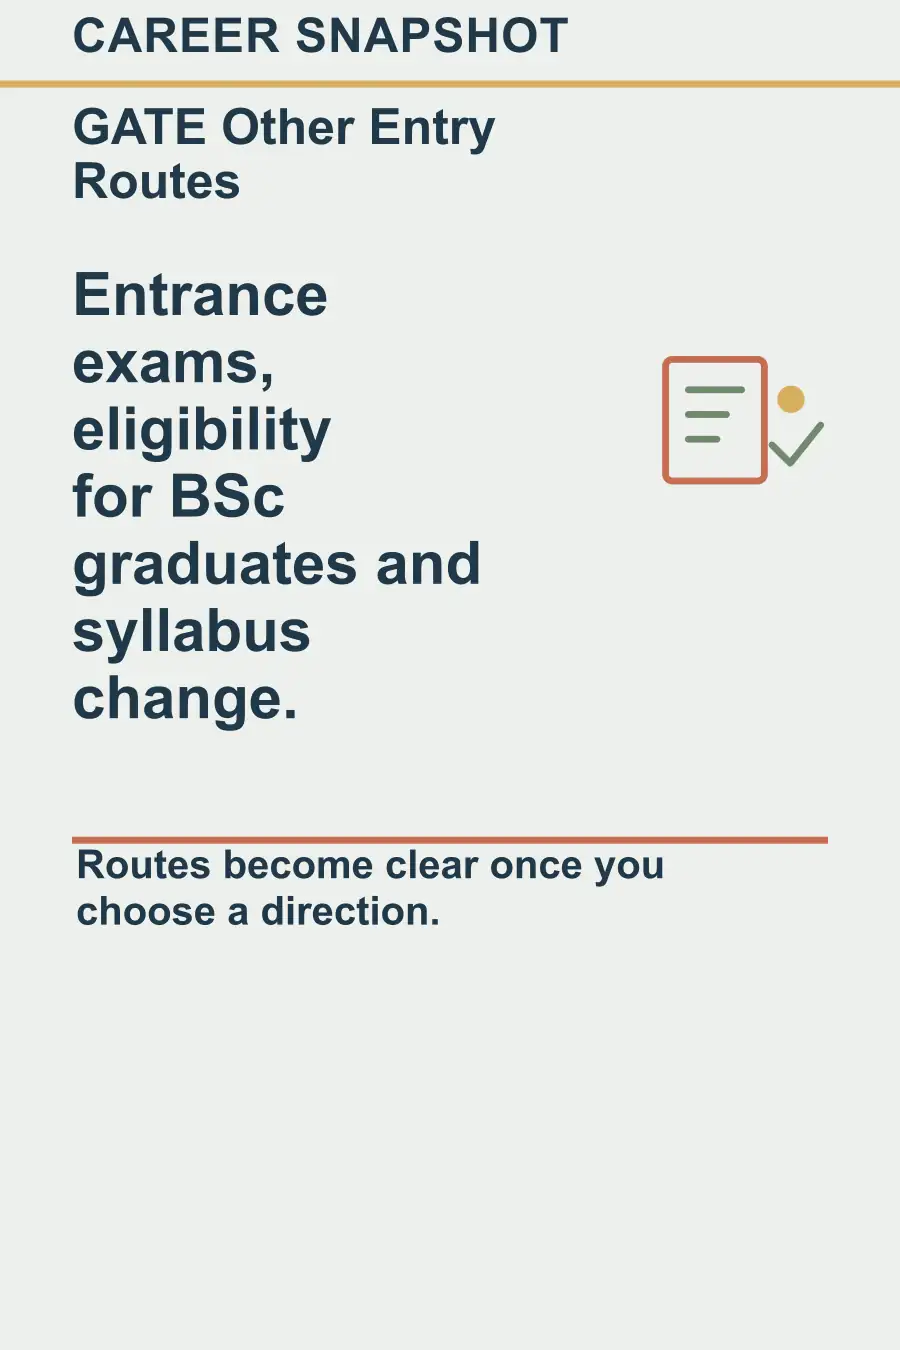 CAREER SNAPSHOT
GATE Other Entry
Routes
Entrance
exams,
eligibility
for BSc
graduates and
syllabus
change.
Routes become clear once you
choose a direction.